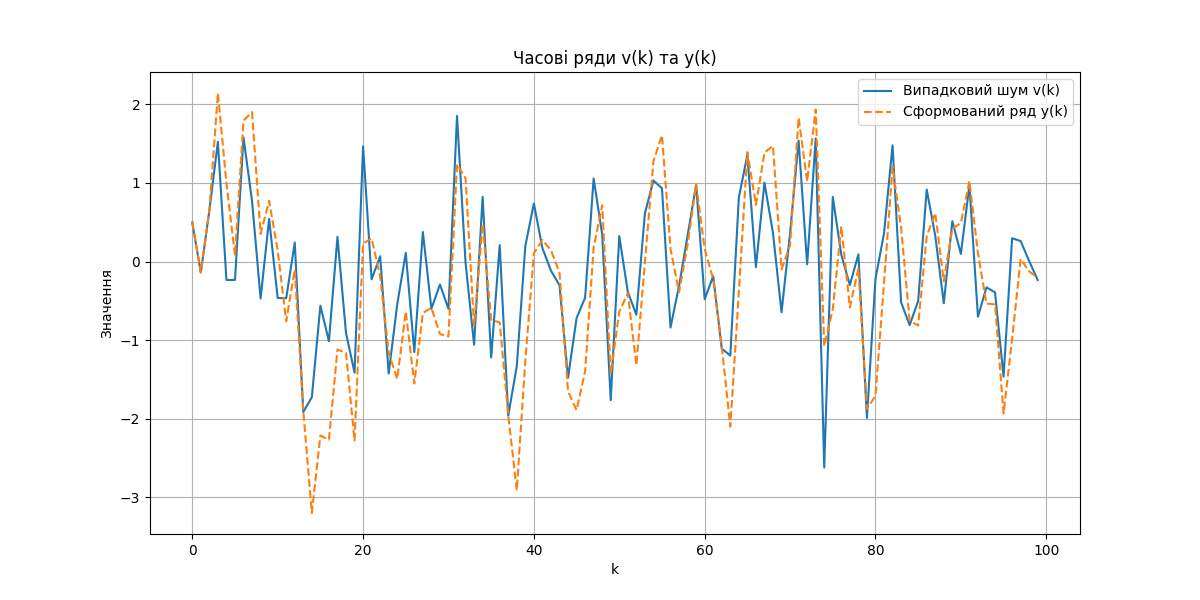 Часові ряди v(k) та y(k)
Випадковий шум v(k)
Сформований ряд y(k)
Значення
2
1
0
−1
−2
−3
0 20 40 60 80 100
k